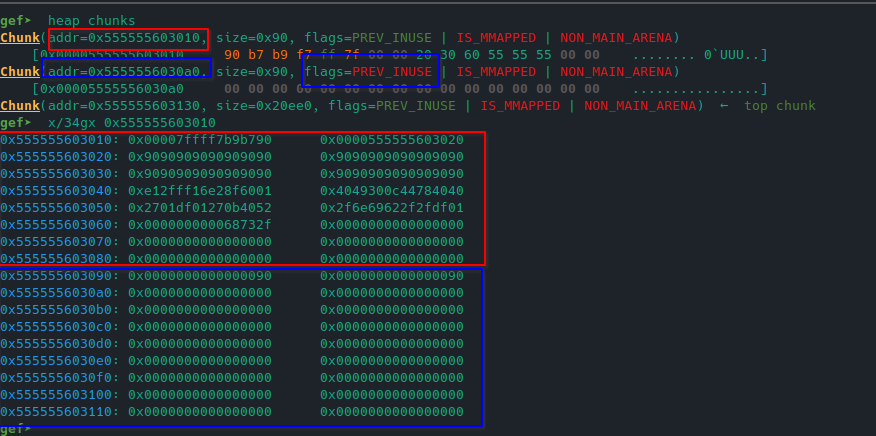 gef➤  heap chunks
Chunk(addr=0x555555603010, size=0x90, flags=PREV_INUSE | IS_MMAPPED | NON_MAIN_ARENA)
    [0x0000555555603010     90 b7 b9 f7 ff 7f 00 00 20 30 60 55 55 55 00 00    ........ 0`UUU..]
Chunk(addr=0x5555556030a0, size=0x90, flags=PREV_INUSE | IS_MMAPPED | NON_MAIN_ARENA)
    [0x00005555556030a0     00 00 00 00 00 00 00 00 00 00 00 00 00 00 00 00    ................]
Chunk(addr=0x555555603130, size=0x20ee0, flags=PREV_INUSE | IS_MMAPPED | NON_MAIN_ARENA)  ←  top chunk
gef➤  x/34gx 0x555555603010
0x555555603010: 0x00007ffff7b9b790      0x0000555555603020
0x555555603020: 0x9090909090909090      0x9090909090909090
0x555555603030: 0x9090909090909090      0x9090909090909090
0x555555603040: 0xe12fff16e28f6001      0x4049300c44784040
0x555555603050: 0x2701df01270b4052      0x2f6e69622f2fdf01
0x555555603060: 0x000000000068732f      0x0000000000000000
0x555555603070: 0x0000000000000000      0x0000000000000000
0x555555603080: 0x0000000000000000      0x0000000000000000
0x555555603090: 0x0000000000000090      0x0000000000000090
0x5555556030a0: 0x0000000000000000      0x0000000000000000
0x5555556030b0: 0x0000000000000000      0x0000000000000000
0x5555556030c0: 0x0000000000000000      0x0000000000000000
0x5555556030d0: 0x0000000000000000      0x0000000000000000
0x5555556030e0: 0x0000000000000000      0x0000000000000000
0x5555556030f0: 0x0000000000000000      0x0000000000000000
0x555555603100: 0x0000000000000000      0x0000000000000000
0x555555603110: 0x0000000000000000      0x0000000000000000
gef➤